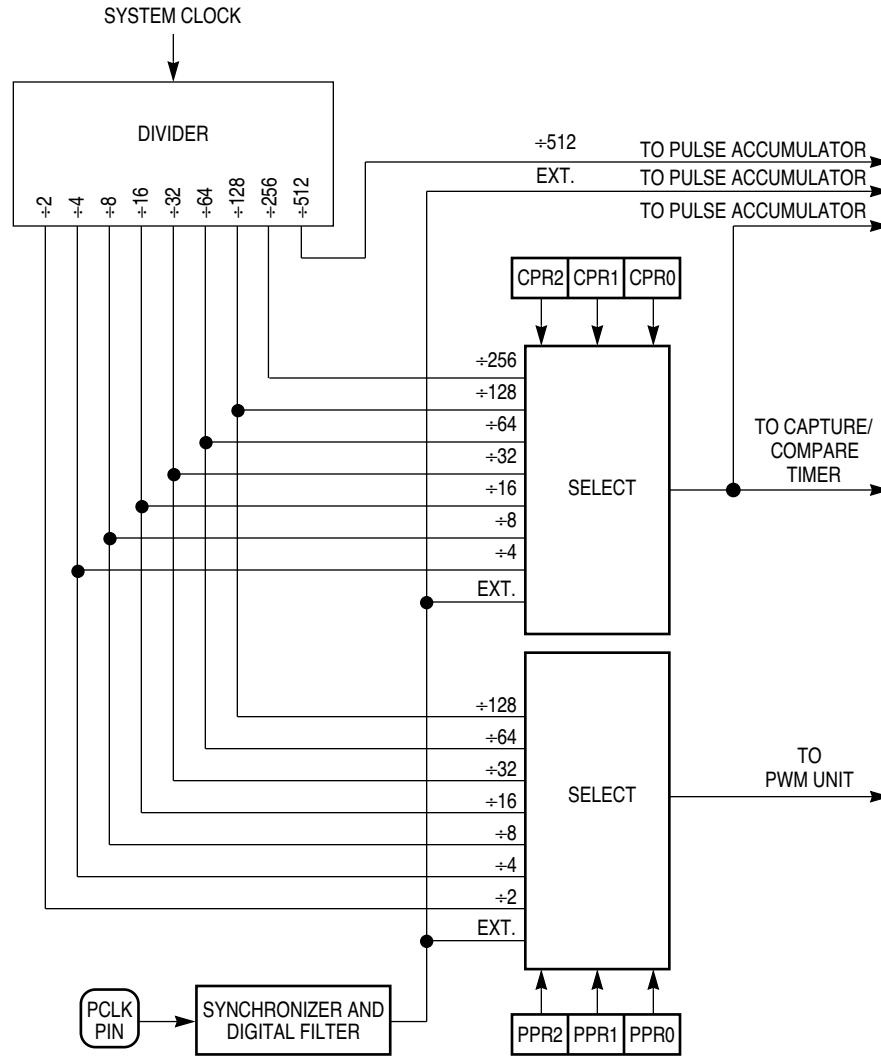 SYSTEM CLOCK
DIVIDER
÷2
÷4
÷8
÷16
÷32
÷64
÷128
÷256
÷512
÷512
TO PULSE ACCUMULATOR
EXT.
TO PULSE ACCUMULATOR
TO PULSE ACCUMULATOR
CPR2 CPR1 CPR0
÷256
÷128
÷64
÷32
÷16
÷8
÷4
EXT.
SELECT
TO CAPTURE/
COMPARE
TIMER
÷128
÷64
÷32
÷16
÷8
÷4
÷2
EXT.
SELECT
TO
PWM UNIT
PCLK
PIN
SYNCHRONIZER AND
DIGITAL FILTER
PPR2 PPR1 PPR0